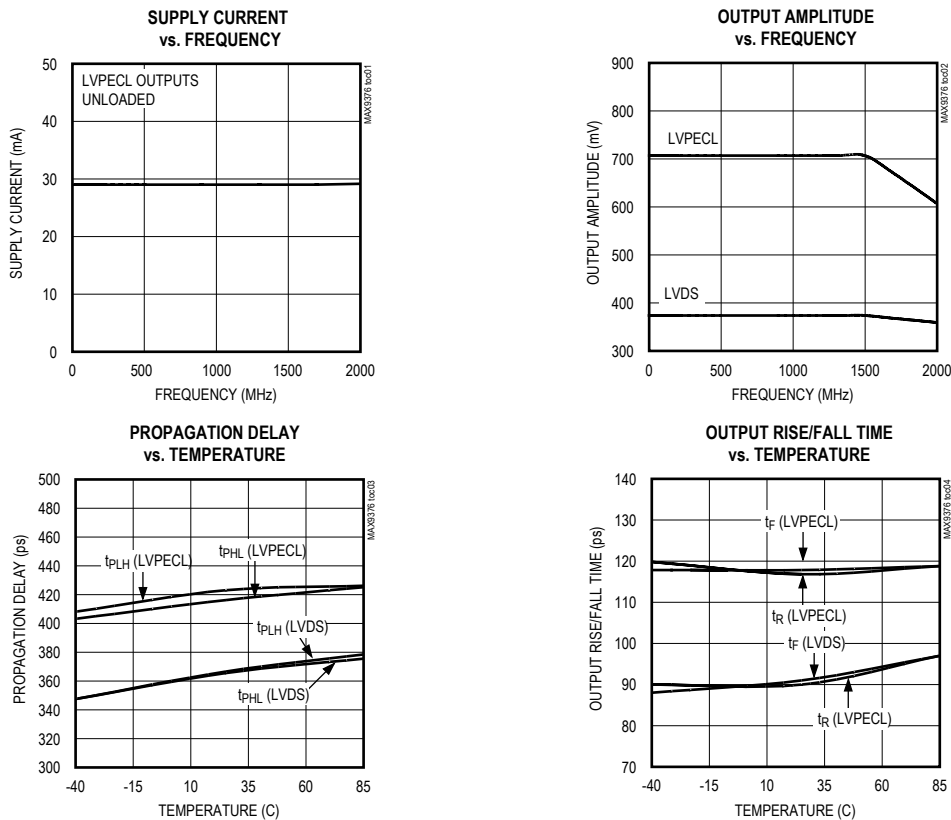 SUPPLY CURRENT
vs. FREQUENCY
50
40
30
20
10
0
SUPPLY CURRENT (mA)
LVPECL OUTPUTS
UNLOADED
MAX9376 toc01
0 500 1000 1500 2000
FREQUENCY (MHz)
OUTPUT AMPLITUDE
vs. FREQUENCY
900
800
700
600
500
400
300
OUTPUT AMPLITUDE (mV)
LVPECL
LVDS
MAX9376 toc02
0 500 1000 1500 2000
FREQUENCY (MHz)
PROPAGATION DELAY
vs. TEMPERATURE
500
480
460
440
420
400
380
360
340
320
300
PROPAGATION DELAY (ps)
tPHL (LVPECL)
tPLH (LVPECL)
tPLH (LVDS)
tPHL (LVDS)
MAX9376 toc03
-40 -15 10 35 60 85
TEMPERATURE (C)
OUTPUT RISE/FALL TIME
vs. TEMPERATURE
140
130
120
110
100
90
80
70
OUTPUT RISE/FALL TIME (ps)
tF (LVPECL)
tR (LVPECL)
tF (LVDS)
tR (LVPECL)
MAX9376 toc04
-40 -15 10 35 60 85
TEMPERATURE (C)